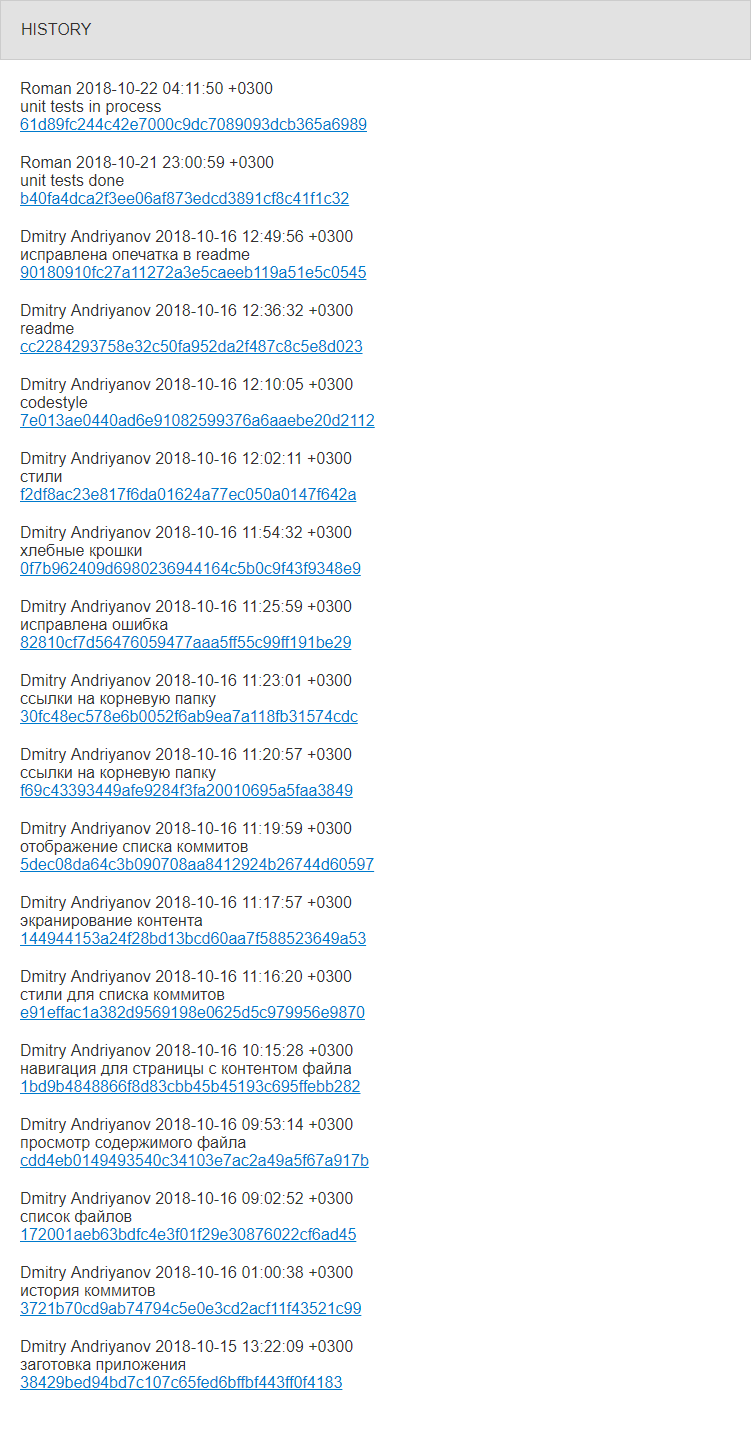 HISTORY
Roman 2018-10-22 04:11:50 +0300
unit tests in process
61d89fc244c42e7000c9dc7089093dcb365a6989
Roman 2018-10-21 23:00:59 +0300
unit tests done
b40fa4dca2f3ee06af873edcd3891cf8c41f1c32
Dmitry Andriyanov 2018-10-16 12:49:56 +0300
исправлена опечатка в readme
90180910fc27a11272a3e5caeeb119a51e5c0545
Dmitry Andriyanov 2018-10-16 12:36:32 +0300
readme
cc2284293758e32c50fa952da2f487c8c5e8d023
Dmitry Andriyanov 2018-10-16 12:10:05 +0300
codestyle
7e013ae0440ad6e91082599376a6aaebe20d2112
Dmitry Andriyanov 2018-10-16 12:02:11 +0300
стили
f2df8ac23e817f6da01624a77ec050a0147f642a
Dmitry Andriyanov 2018-10-16 11:54:32 +0300
хлебные крошки
0f7b962409d6980236944164c5b0c9f43f9348e9
Dmitry Andriyanov 2018-10-16 11:25:59 +0300
исправлена ошибка
82810cf7d56476059477aaa5ff55c99ff191be29
Dmitry Andriyanov 2018-10-16 11:23:01 +0300
ссылки на корневую папку
30fc48ec578e6b0052f6ab9ea7a118fb31574cdc
Dmitry Andriyanov 2018-10-16 11:20:57 +0300
ссылки на корневую папку
f69c43393449afe9284f3fa20010695a5faa3849
Dmitry Andriyanov 2018-10-16 11:19:59 +0300
отображение списка коммитов
5dec08da64c3b090708aa8412924b26744d60597
Dmitry Andriyanov 2018-10-16 11:17:57 +0300
экранирование контента
144944153a24f28bd13bcd60aa7f588523649a53
Dmitry Andriyanov 2018-10-16 11:16:20 +0300
стили для списка коммитов
e91effac1a382d9569198e0625d5c979956e9870
Dmitry Andriyanov 2018-10-16 10:15:28 +0300
навигация для страницы с контентом файла
1bd9b4848866f8d83cbb45b45193c695ffebb282
Dmitry Andriyanov 2018-10-16 09:53:14 +0300
просмотр содержимого файла
cdd4eb0149493540c34103e7ac2a49a5f67a917b
Dmitry Andriyanov 2018-10-16 09:02:52 +0300
список файлов
172001aeb63bdfc4e3f01f29e30876022cf6ad45
Dmitry Andriyanov 2018-10-16 01:00:38 +0300
история коммитов
3721b70cd9ab74794c5e0e3cd2acf11f43521c99
Dmitry Andriyanov 2018-10-15 13:22:09 +0300
заготовка приложения
38429bed94bd7c107c65fed6bffbf443ff0f4183